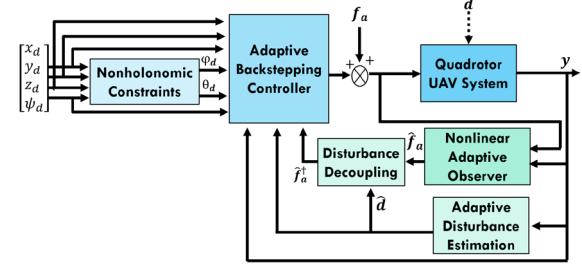 x_d
y_d
z_d
ψ_d
Nonholonomic
Constraints
φ_d
θ_d
Adaptive
Backstepping
Controller
f_a
+
+
d
Quadrotor
UAV System
y
Disturbance
Decoupling
f̂_a^†
f̂_a
Nonlinear
Adaptive
Observer
d̂
Adaptive
Disturbance
Estimation